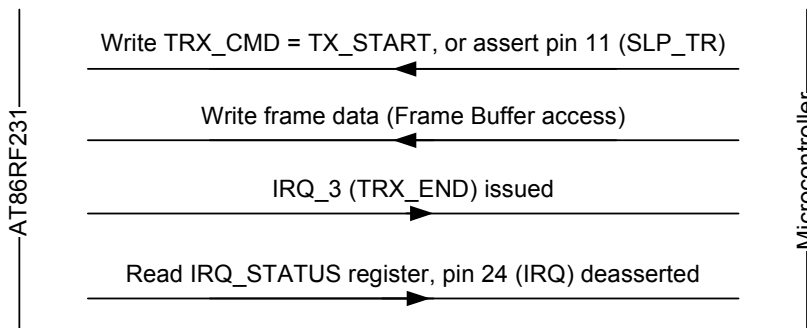 Write TRX_CMD = TX_START, or assert pin 11 (SLP_TR)
Write frame data (Frame Buffer access)
IRQ_3 (TRX_END) issued
Read IRQ_STATUS register, pin 24 (IRQ) deasserted
AT86RF231
Microcontroller